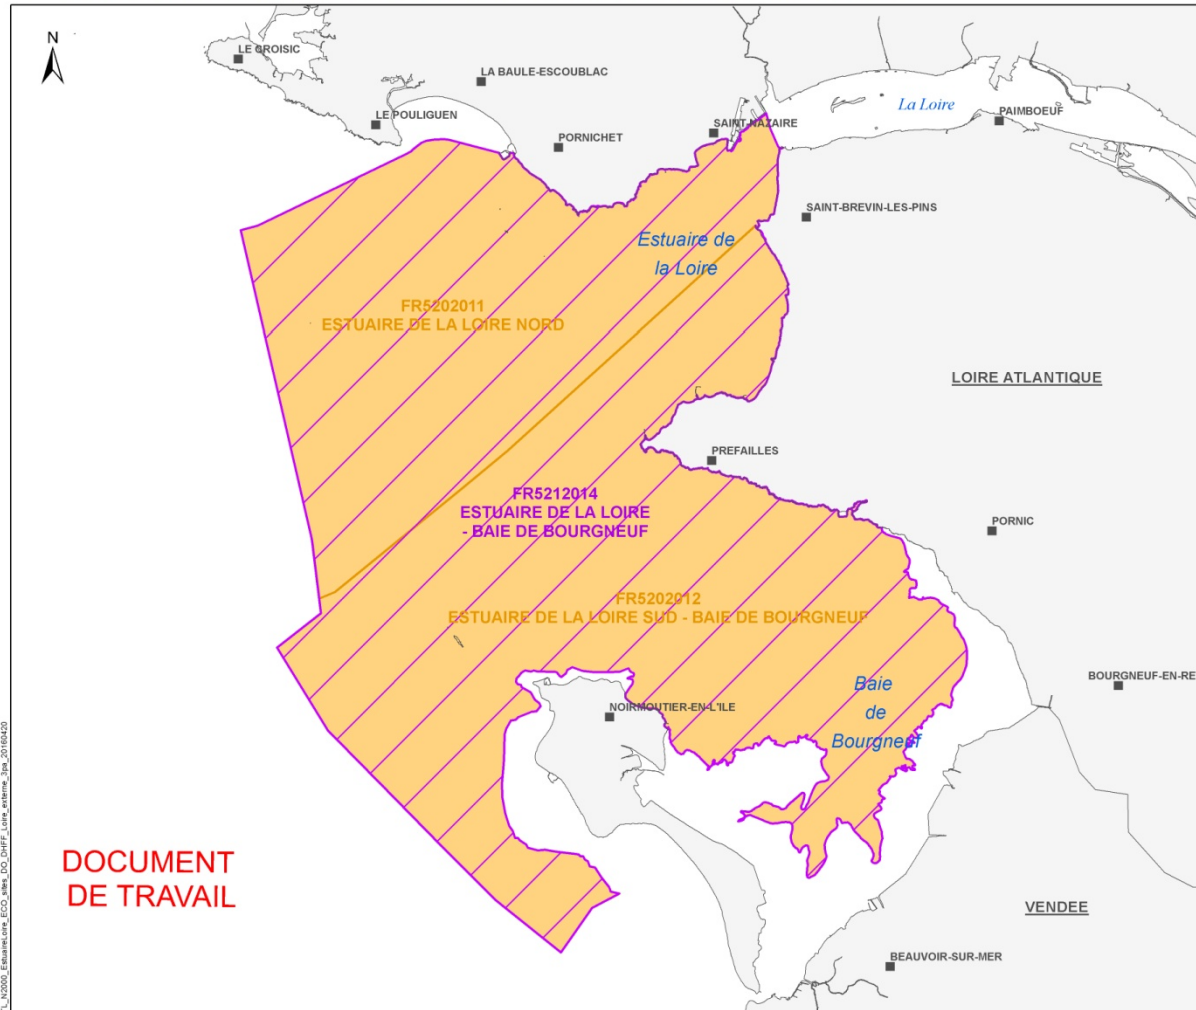 N
LE CROISIC
LA BAULE-ESCOUBLAC
LE POULIGUEN
PORNICHET
SAINT-NAZAIRE
La Loire
PAIMBOEUF
SAINT-BREVIN-LES-PINS
Estuaire de
la Loire
FR5202011
ESTUAIRE DE LA LOIRE NORD
LOIRE ATLANTIQUE
PREFAILLES
FR5212014
ESTUAIRE DE LA LOIRE
- BAIE DE BOURGNEUF
PORNIC
FR5202012
ESTUAIRE DE LA LOIRE SUD - BAIE DE BOURGNEUF
BOURGNEUF-EN-RE
Baie
de
Bourgneuf
NOIRMOUTIER-EN-L'ILE
DOCUMENT
DE TRAVAIL
VENDEE
BEAUVOIR-SUR-MER